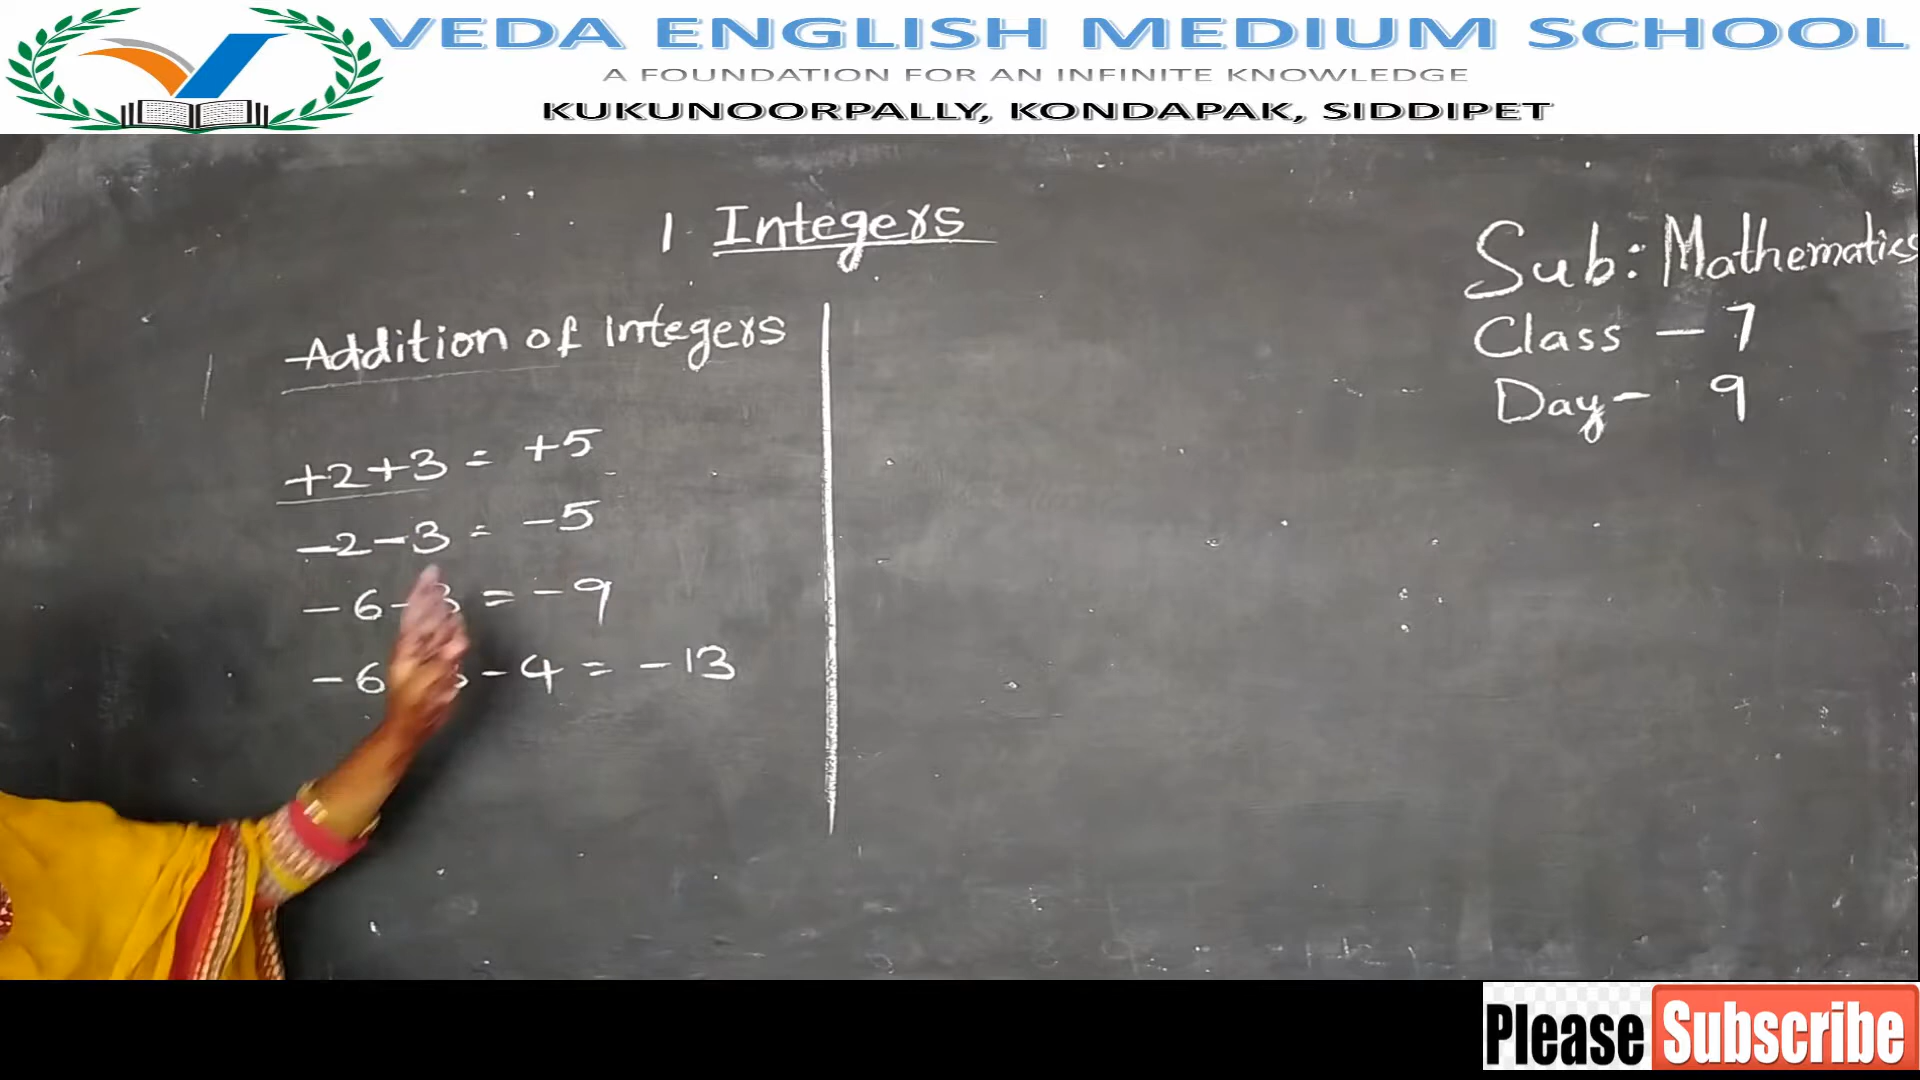 VEDA ENGLISH MEDIUM SCHOOL
A FOUNDATION FOR AN INFINITE KNOWLEDGE
KUKUNOORPALLY, KONDAPAK, SIDDIPET
1 Integers
Sub: Mathematics
Class - 7
Day - 9
Addition of Integers
+2+3 = +5
-2-3 = -5
-6-3 = -9
-6 - 4 = -13
Please Subscribe